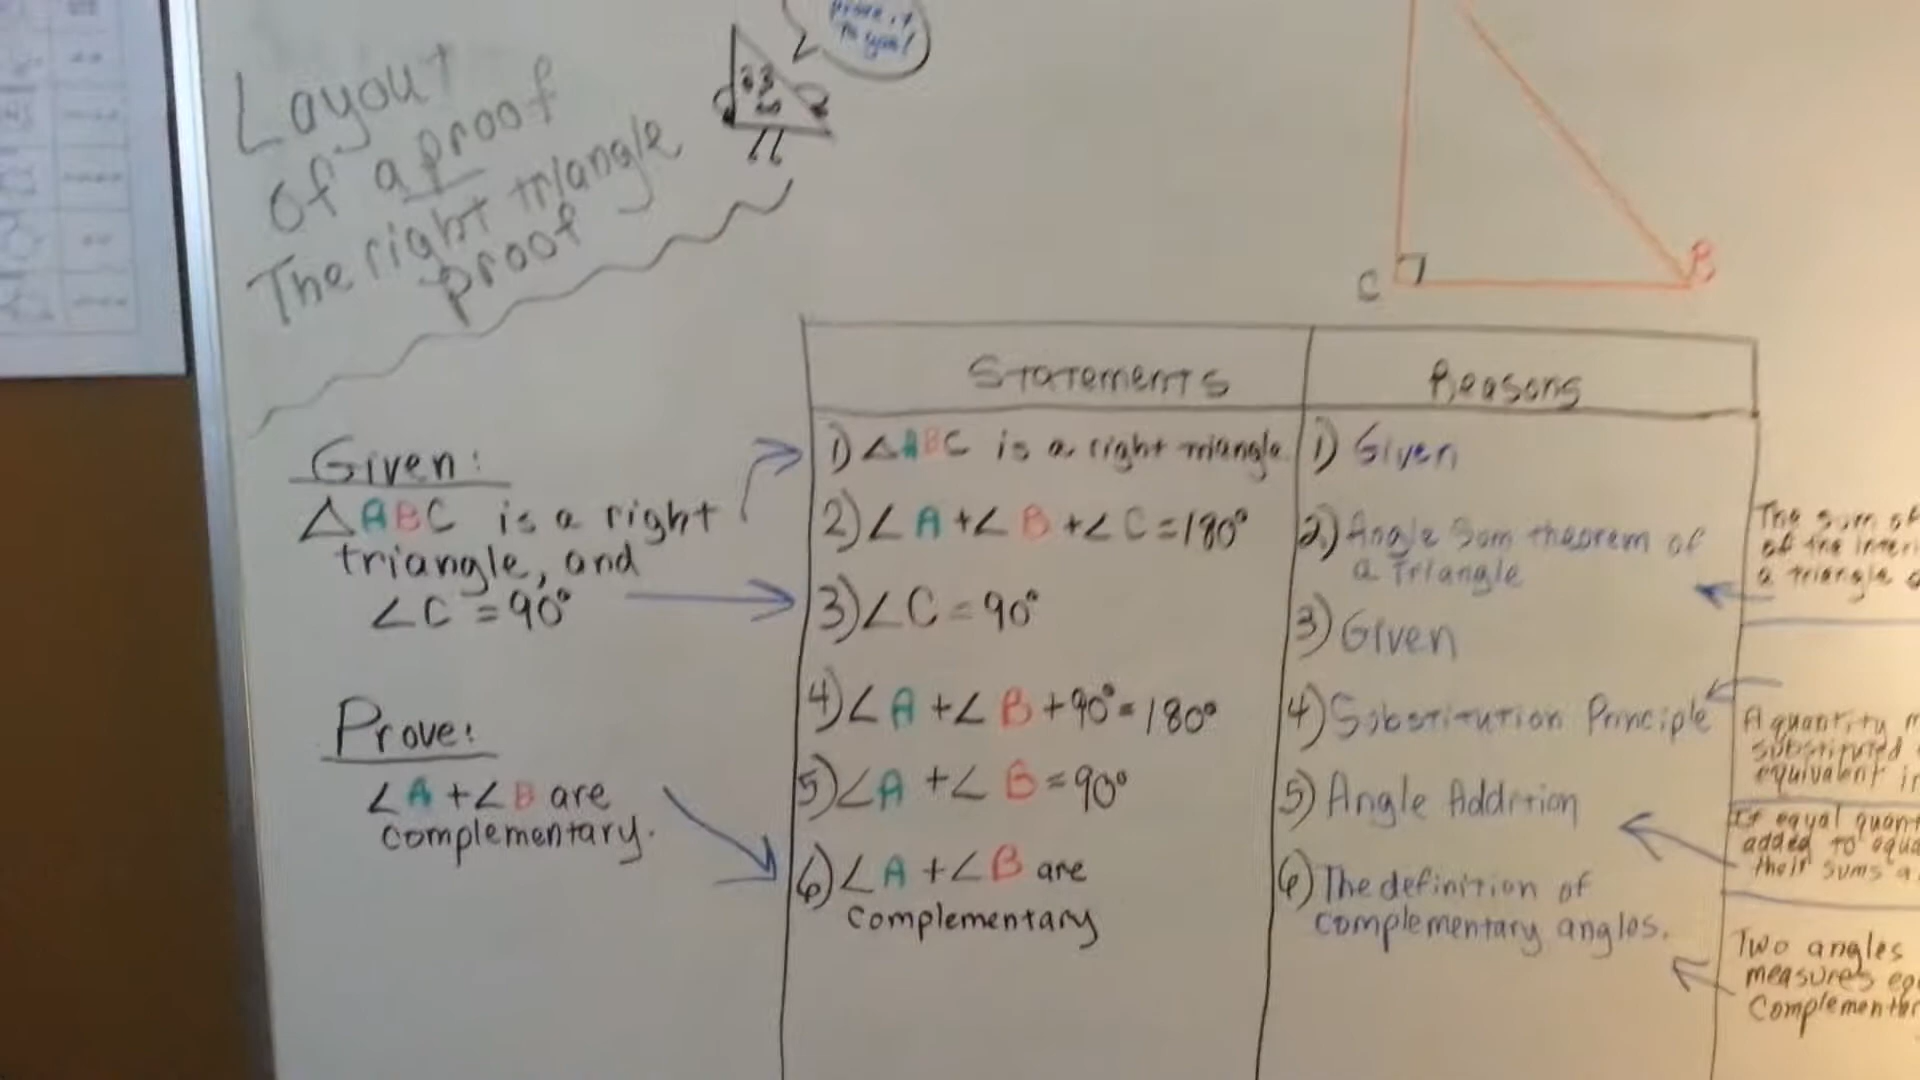 Layout
of a proof
The right triangle
proof
prove it
to you!
C
B
Given:
△ABC is a right
triangle, and
∠C = 90°
Prove:
∠A + ∠B are
complementary.
Statements
1) △ABC is a right triangle
2) ∠A + ∠B + ∠C = 180°
3) ∠C = 90°
4) ∠A + ∠B + 90° = 180°
5) ∠A + ∠B = 90°
6) ∠A + ∠B are
complementary
Reasons
1) Given
2) Angle Sum theorem of
a Triangle
3) Given
4) Substitution Principle
5) Angle Addition
6) The definition of
complementary angles.
The sum of
of the
a triangle
A quantity
substituted
equivalent
If equal
added to
their sums
Two angles
measures